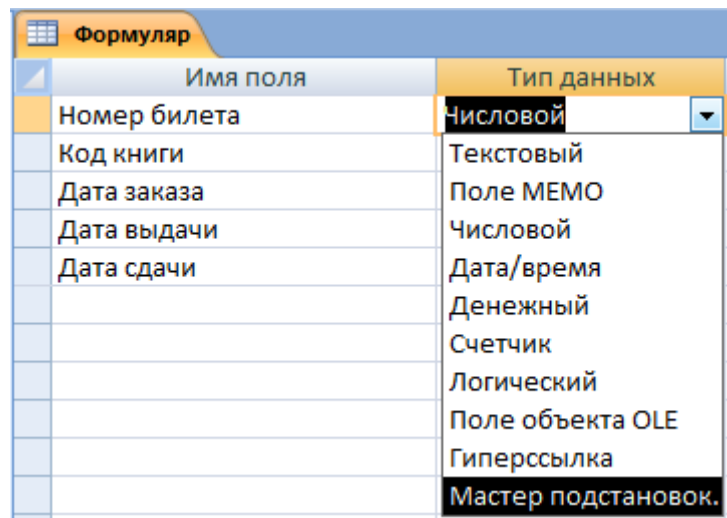 Формуляр
Имя поля Тип данных
Номер билета Числовой
Код книги Текстовый
Дата заказа Поле МЕМО
Дата выдачи Числовой
Дата сдачи Дата/время
Денежный
Счетчик
Логический
Поле объекта OLE
Гиперссылка
Мастер подстановок.